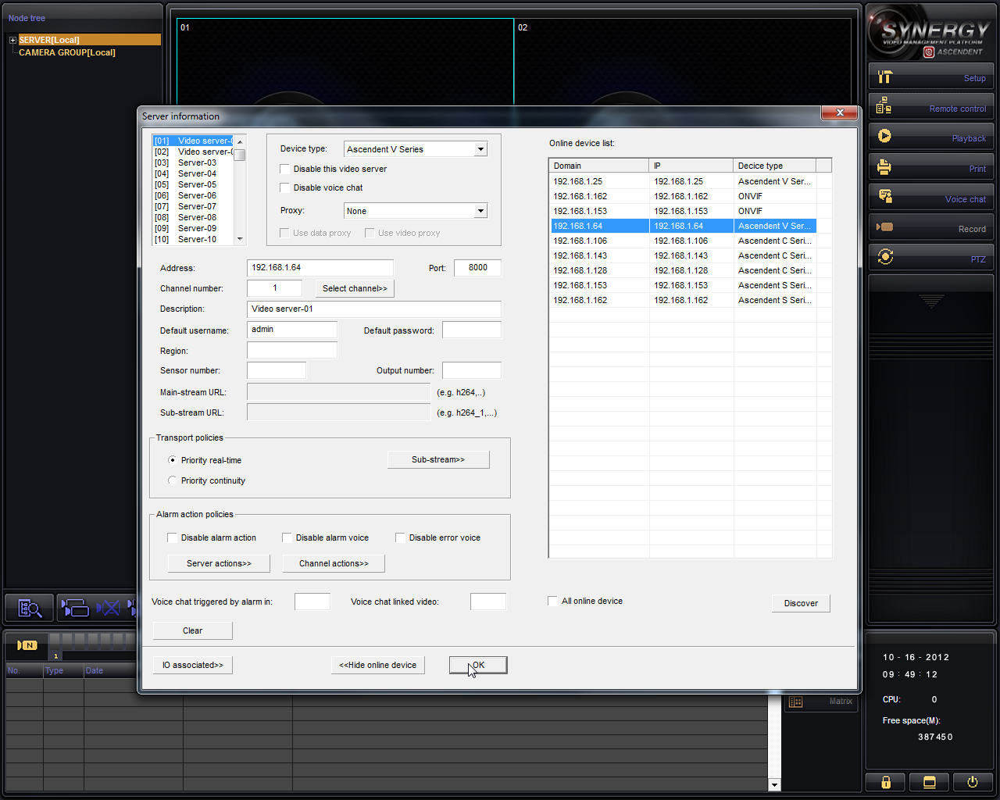 Node tree
SERVER[Local]
CAMERA GROUP[Local]
01
02
SYNERGY
VIDEO MANAGEMENT PLATFORM
ASCENDENT
Setup
Remote control
Playback
Print
Voice chat
Record
PTZ
Server information
[01] Video server-0
[02] Video server-0
[03] Server-03
[04] Server-04
[05] Server-05
[06] Server-06
[07] Server-07
[08] Server-08
[09] Server-09
[10] Server-10
Device type: Ascendent V Series
Disable this video server
Disable voice chat
Proxy: None
Use data proxy Use video proxy
Address: 192.168.1.64 Port: 8000
Channel number: 1 Select channel>>
Description: Video server-01
Default username: admin Default password:
Region:
Sensor number: Output number:
Main-stream URL: (e.g. h264,..)
Sub-stream URL: (e.g. h264_1,...)
Transport policies
Priority real-time Sub-stream>>
Priority continuity
Alarm action policies
Disable alarm action Disable alarm voice Disable error voice
Server actions>> Channel actions>>
Voice chat triggered by alarm in: Voice chat linked video:
Clear
IO associated>> <<Hide online device OK
Online device list:
Domain IP Decice type
192.168.1.25 192.168.1.25 Ascendent V Ser...
192.168.1.162 192.168.1.162 ONVIF
192.168.1.153 192.168.1.153 ONVIF
192.168.1.64 192.168.1.64 Ascendent V Ser...
192.168.1.106 192.168.1.106 Ascendent C Seri...
192.168.1.143 192.168.1.143 Ascendent C Seri...
192.168.1.128 192.168.1.128 Ascendent C Seri...
192.168.1.153 192.168.1.153 Ascendent S Seri...
192.168.1.162 192.168.1.162 Ascendent S Seri...
All online device Discover
N
1
No. Type Date
Matrix
10 - 16 - 2012
09 : 49 : 12
CPU: 0
Free space(M):
387450